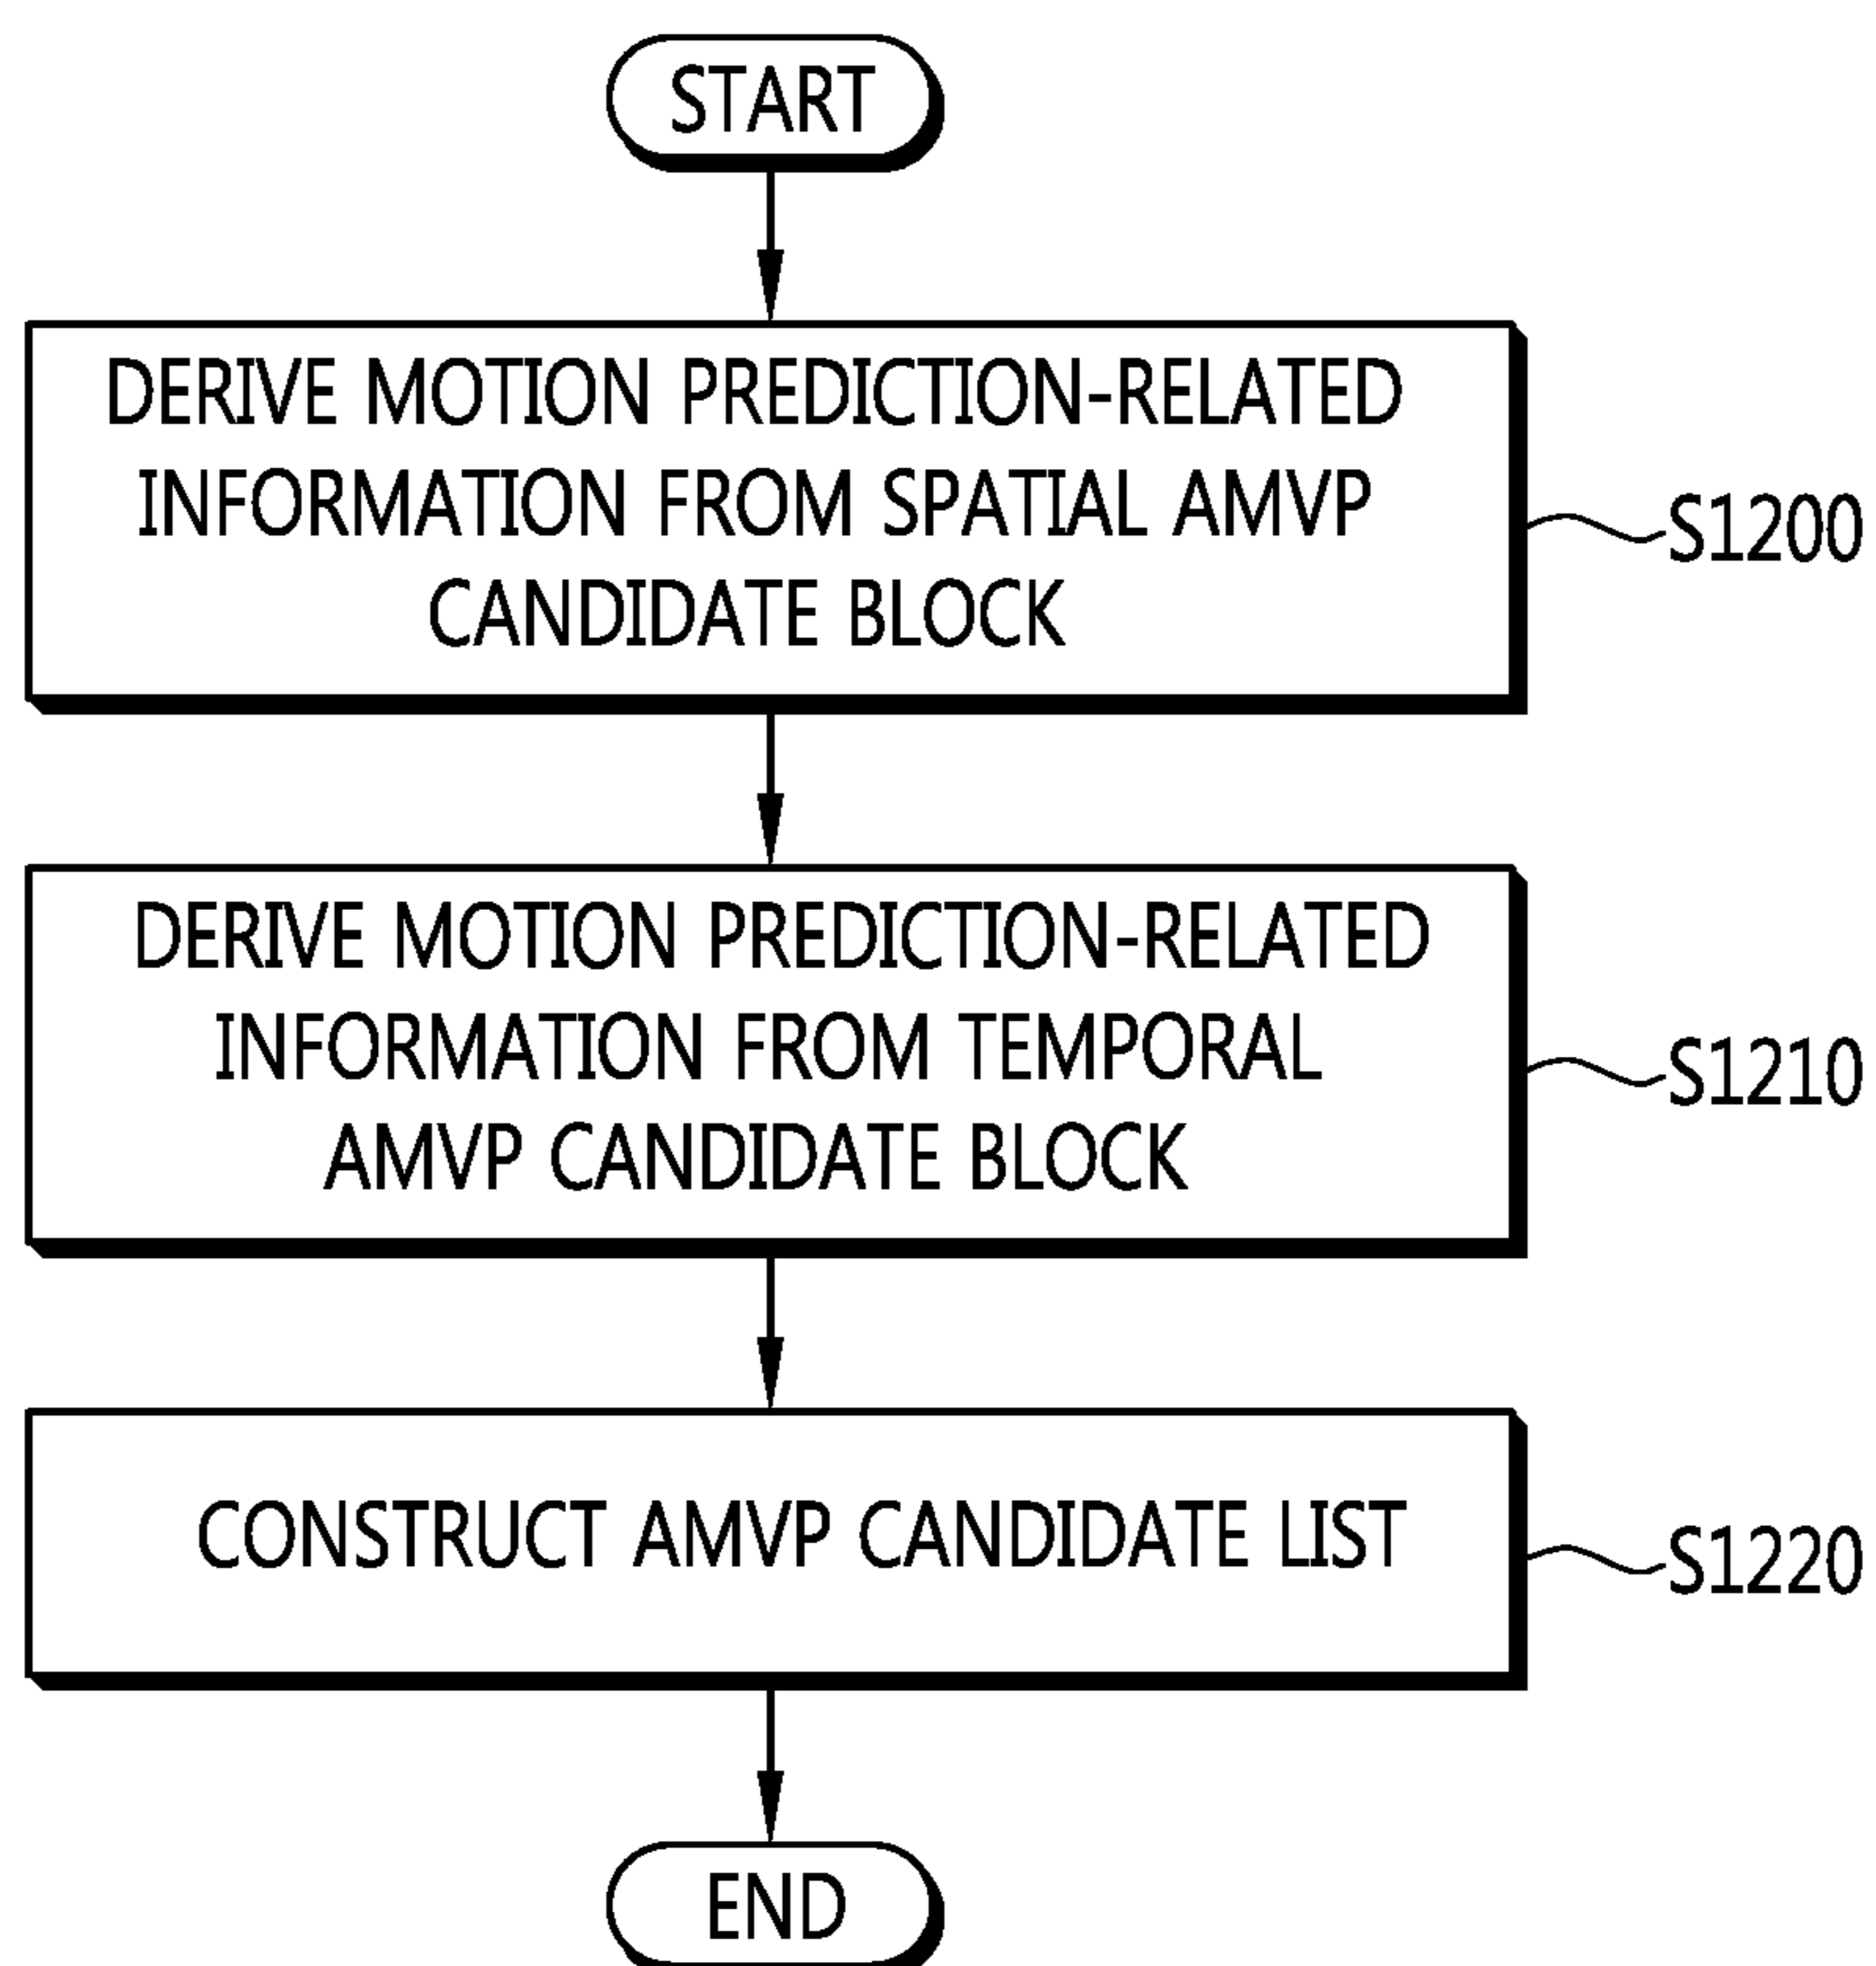 START
DERIVE MOTION PREDICTION-RELATED
INFORMATION FROM SPATIAL AMVP
CANDIDATE BLOCK
S1200
DERIVE MOTION PREDICTION-RELATED
INFORMATION FROM TEMPORAL
AMVP CANDIDATE BLOCK
S1210
CONSTRUCT AMVP CANDIDATE LIST
S1220
END